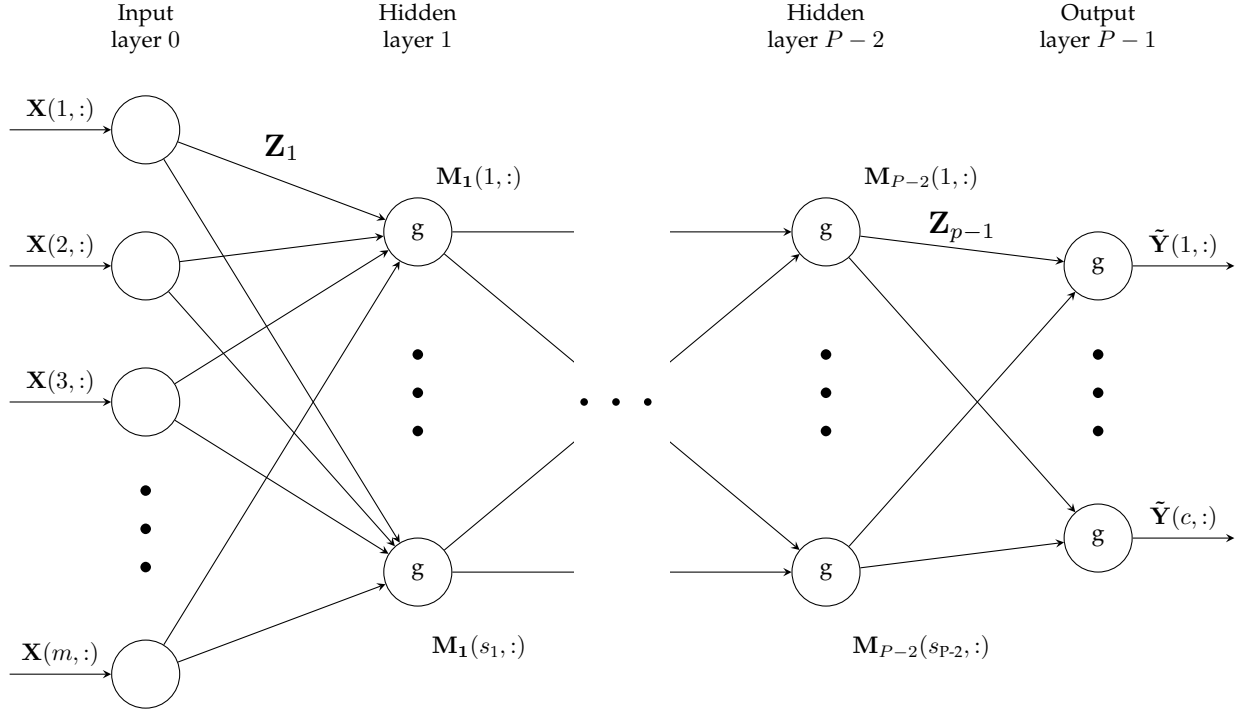 Input
layer 0
Hidden
layer 1
Hidden
layer P − 2
Output
layer P − 1
X(1,:)
Z₁
M₁(1,:)
M_{P−2}(1,:)
X(2,:)
g
g
Z_{p−1}
g
Ỹ(1,:)
X(3,:)
g
g
g
Ỹ(c,:)
X(m,:)
M₁(s₁,:)
M_{P−2}(s_{P-2},:)